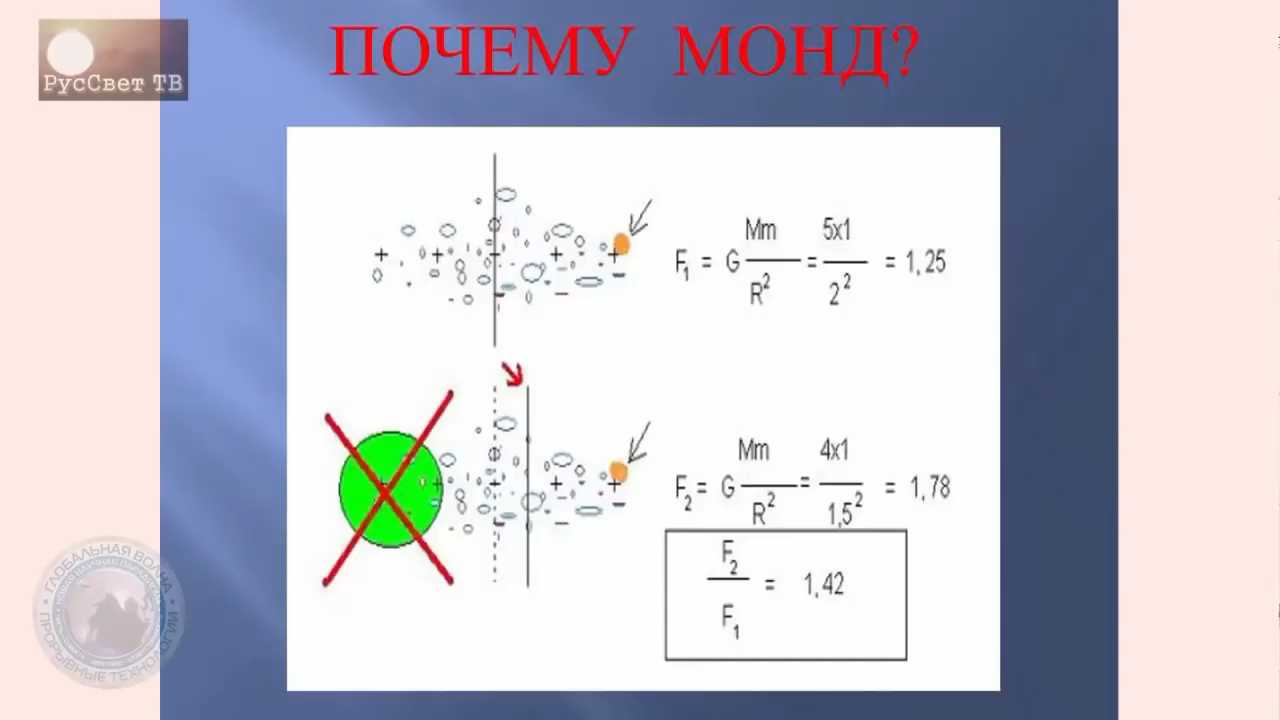 ПОЧЕМУ МОНД?
РусСвет ТВ
F₁ = G Mm / R² = 5x1 / 2² = 1,25
F₂ = G Mm / R² = 4x1 / 1,5² = 1,78
F₂ / F₁ = 1,42
ГЛОБАЛЬНАЯ ВОЛНА
ПРОРЫВНЫЕ ТЕХНОЛОГИИ